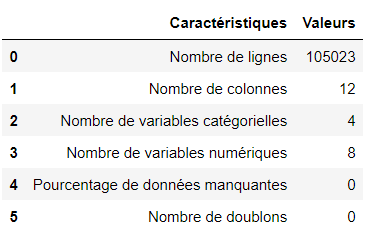 Caractéristiques Valeurs
0 Nombre de lignes 105023
1 Nombre de colonnes 12
2 Nombre de variables catégorielles 4
3 Nombre de variables numériques 8
4 Pourcentage de données manquantes 0
5 Nombre de doublons 0